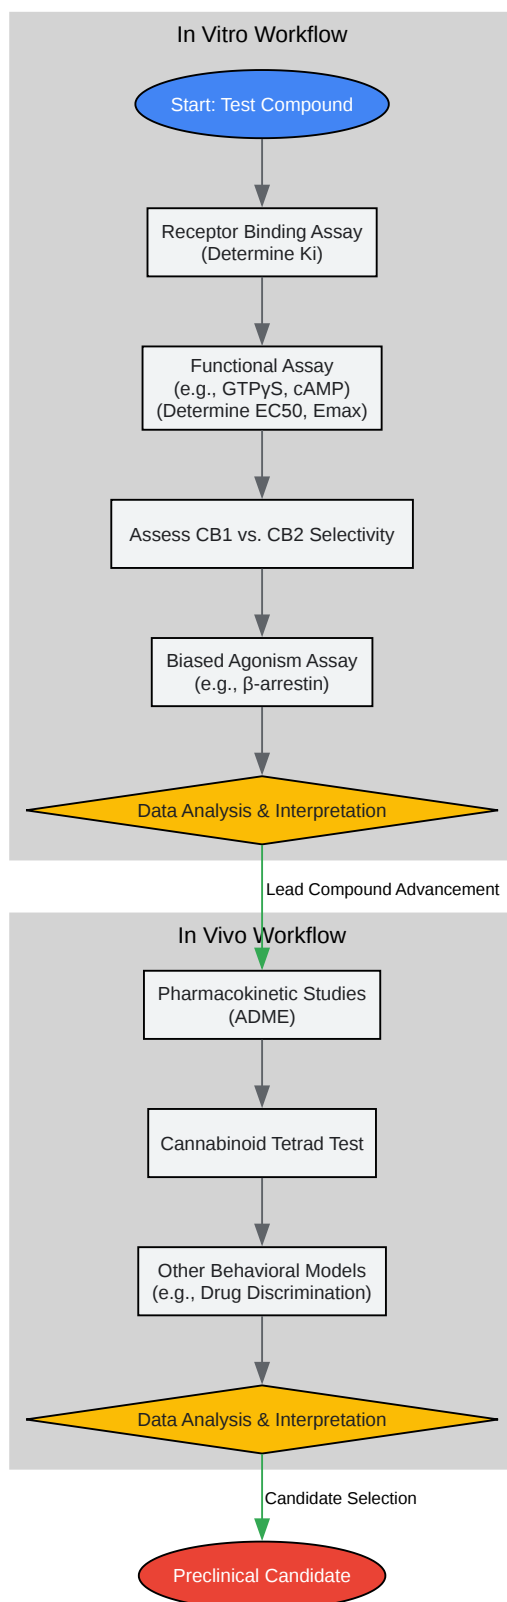 In Vitro Workflow
Start: Test Compound
Receptor Binding Assay
(Determine Ki)
Functional Assay
(e.g., GTPγS, cAMP)
(Determine EC50, Emax)
Assess CB1 vs. CB2 Selectivity
Biased Agonism Assay
(e.g., β-arrestin)
Data Analysis & Interpretation
Lead Compound Advancement
In Vivo Workflow
Pharmacokinetic Studies
(ADME)
Cannabinoid Tetrad Test
Other Behavioral Models
(e.g., Drug Discrimination)
Data Analysis & Interpretation
Candidate Selection
Preclinical Candidate